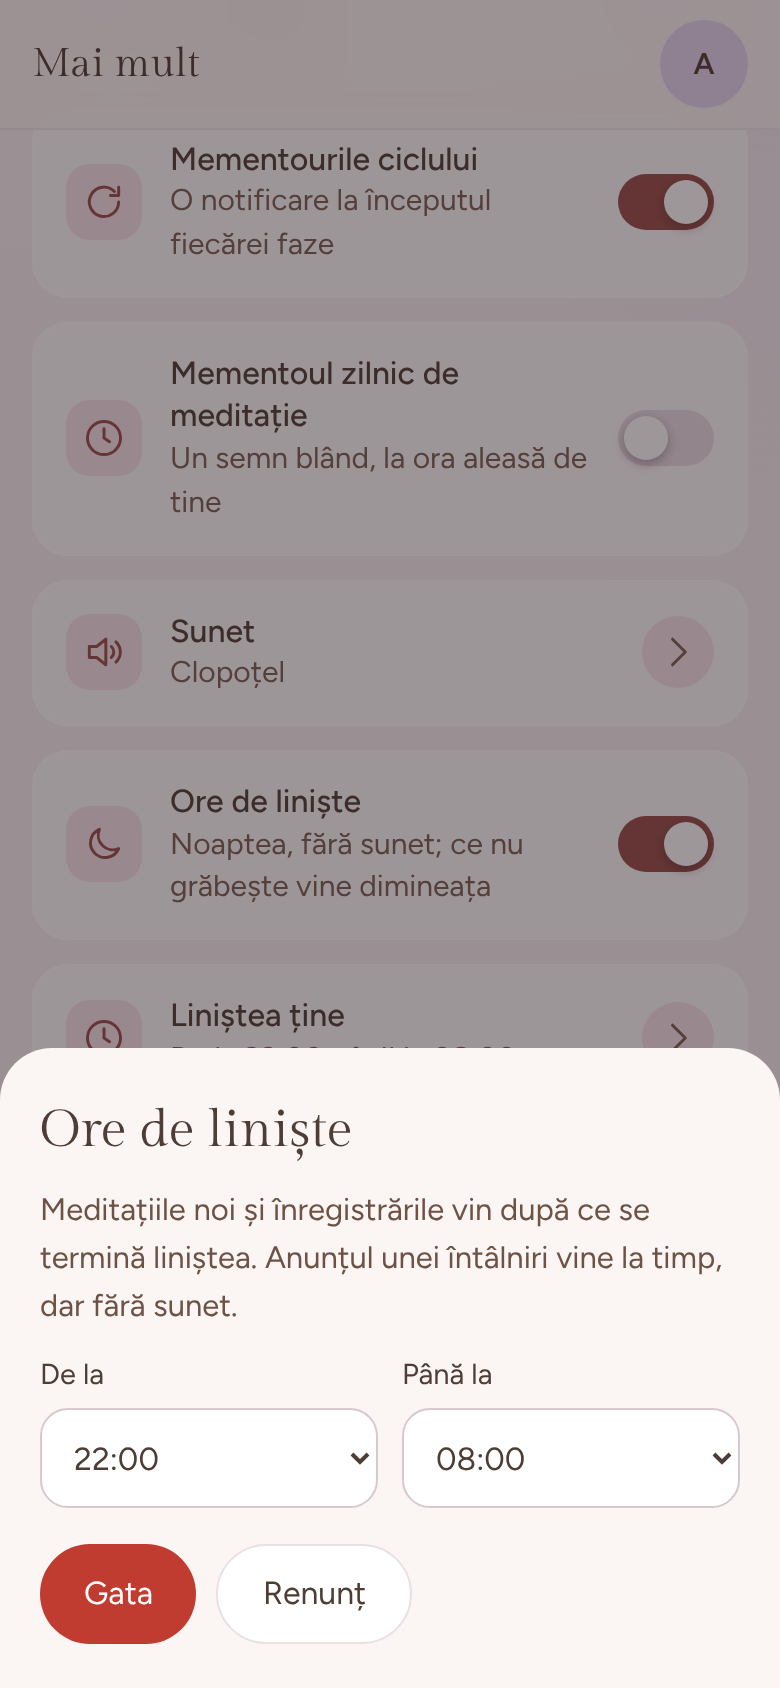 Mai mult
A
Mementourile ciclului
O notificare la începutul
fiecărei faze
Mementoul zilnic de
meditație
Un semn blând, la ora aleasă de
tine
Sunet
Clopoțel
Ore de liniște
Noaptea, fără sunet; ce nu
grăbește vine dimineața
Liniștea ține
Ore de liniște
Meditațiile noi și înregistrările vin după ce se
termină liniștea. Anunțul unei întâlniri vine la timp,
dar fără sunet.
De la
Până la
22:00
08:00
Gata
Renunț